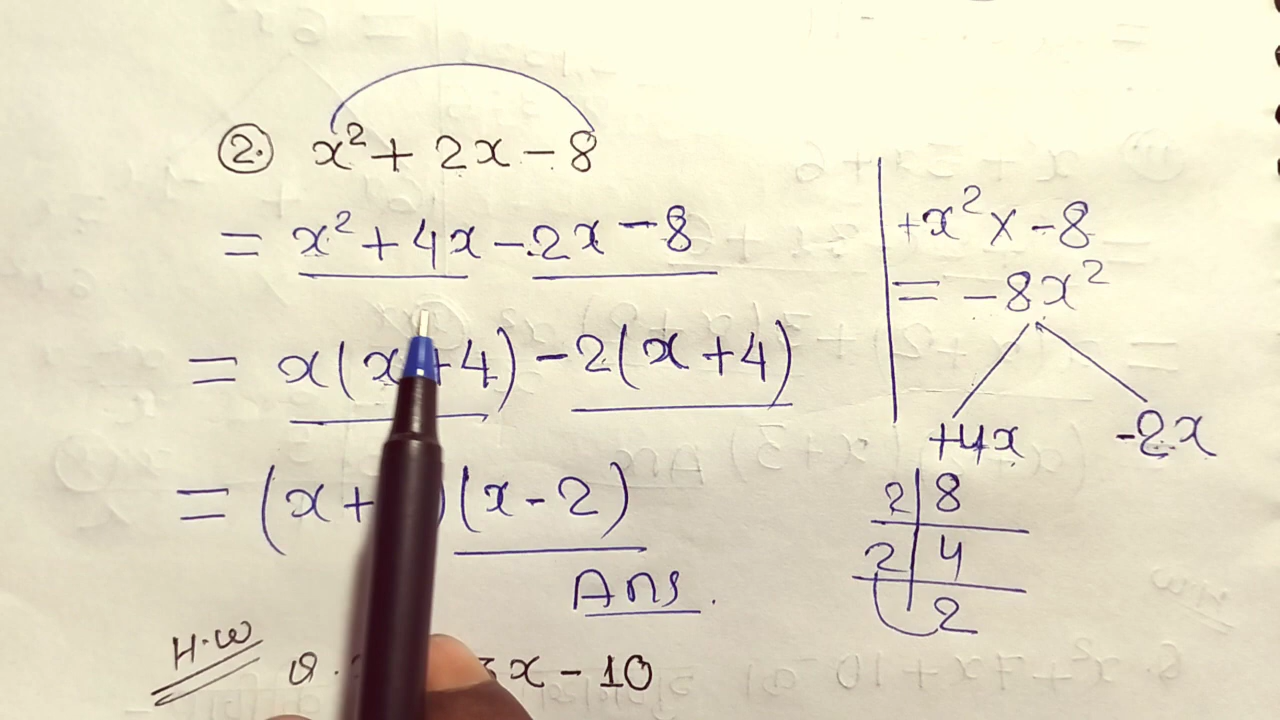 2. x² + 2x - 8
= x² + 4x - 2x - 8
= x(x+4) - 2(x+4)
= (x+ )(x-2)
Ans.
H.W
Q. 3x - 10
+x² × -8
= -8x²
+4x -2x
2 | 8
2 | 4
2